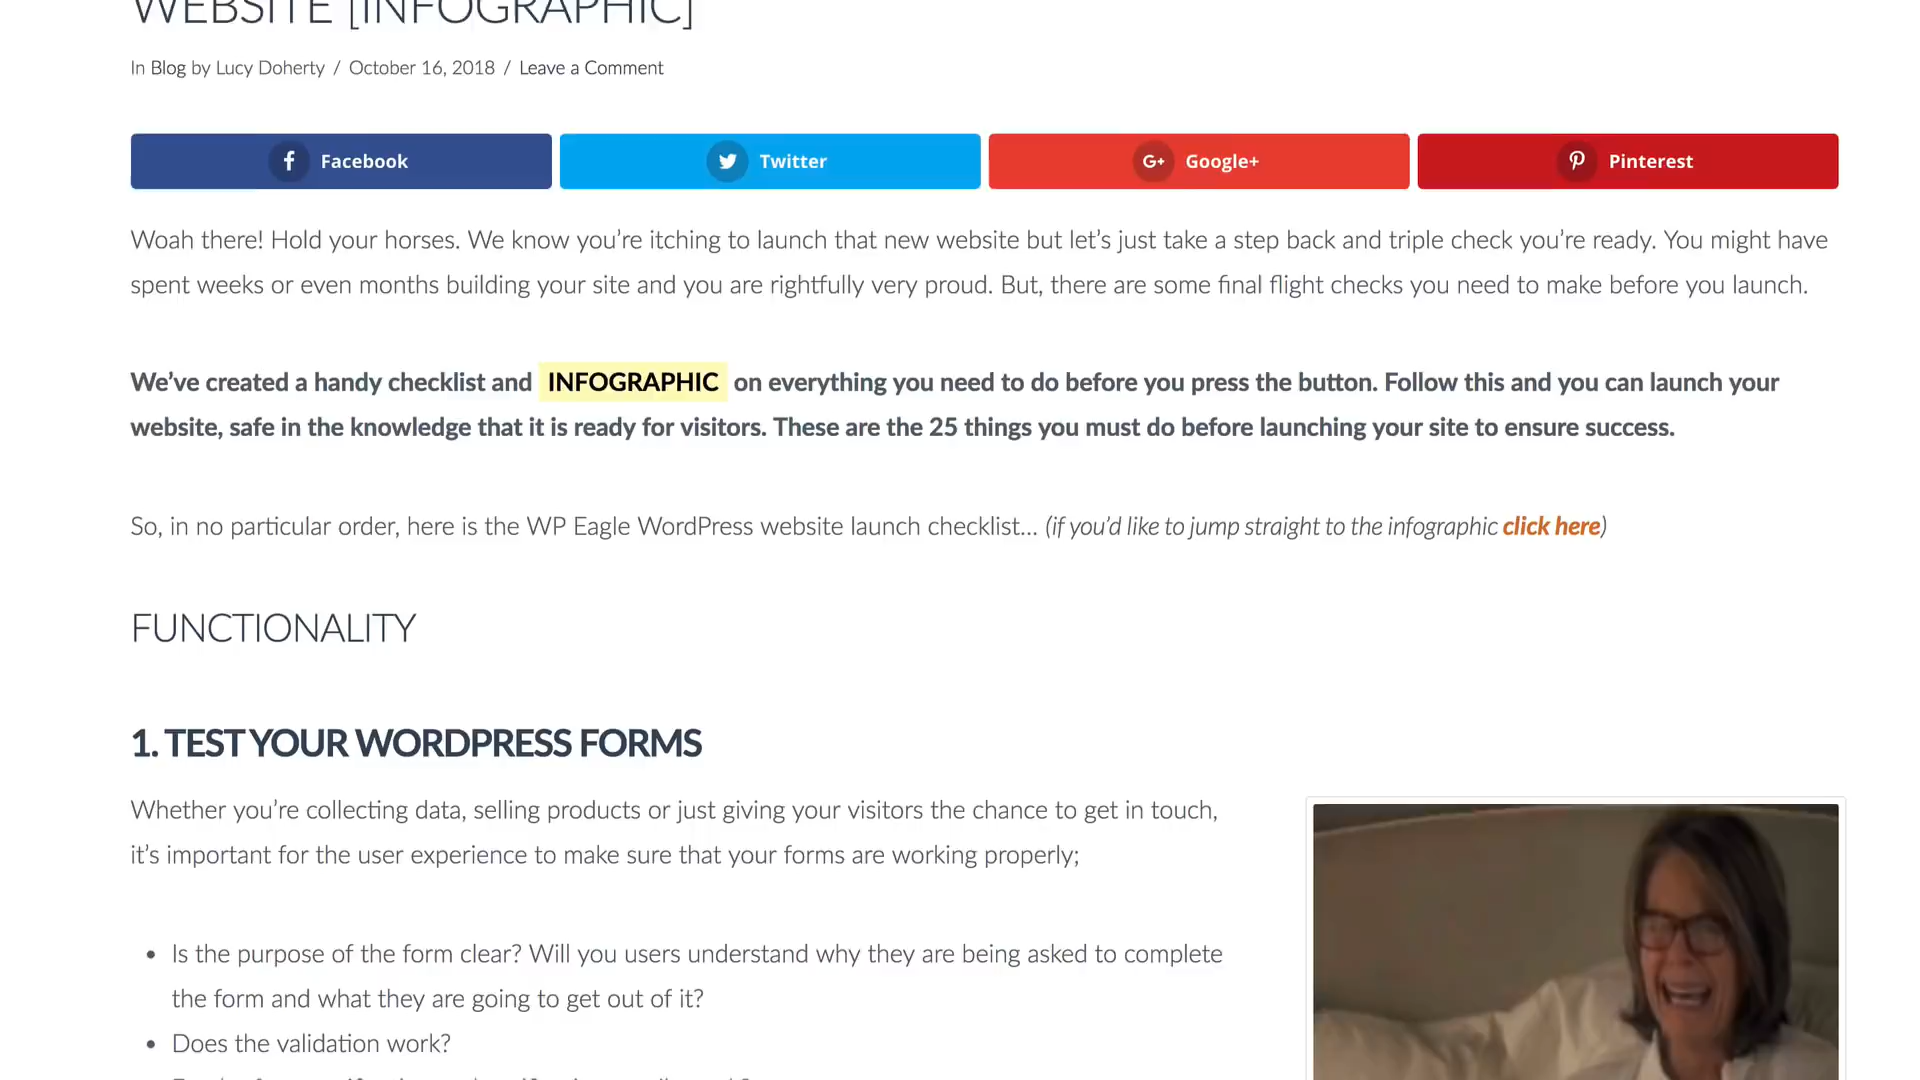 WEBSITE [INFOGRAPHIC]
In Blog by Lucy Doherty / October 16, 2018 / Leave a Comment
Facebook
Twitter
G+ Google+
Pinterest
Woah there! Hold your horses. We know you’re itching to launch that new website but let’s just take a step back and triple check you’re ready. You might have
spent weeks or even months building your site and you are rightfully very proud. But, there are some final flight checks you need to make before you launch.
We’ve created a handy checklist and INFOGRAPHIC on everything you need to do before you press the button. Follow this and you can launch your
website, safe in the knowledge that it is ready for visitors. These are the 25 things you must do before launching your site to ensure success.
So, in no particular order, here is the WP Eagle WordPress website launch checklist... (if you’d like to jump straight to the infographic click here)
FUNCTIONALITY
1. TEST YOUR WORDPRESS FORMS
Whether you’re collecting data, selling products or just giving your visitors the chance to get in touch,
it’s important for the user experience to make sure that your forms are working properly;
• Is the purpose of the form clear? Will you users understand why they are being asked to complete
the form and what they are going to get out of it?
• Does the validation work?